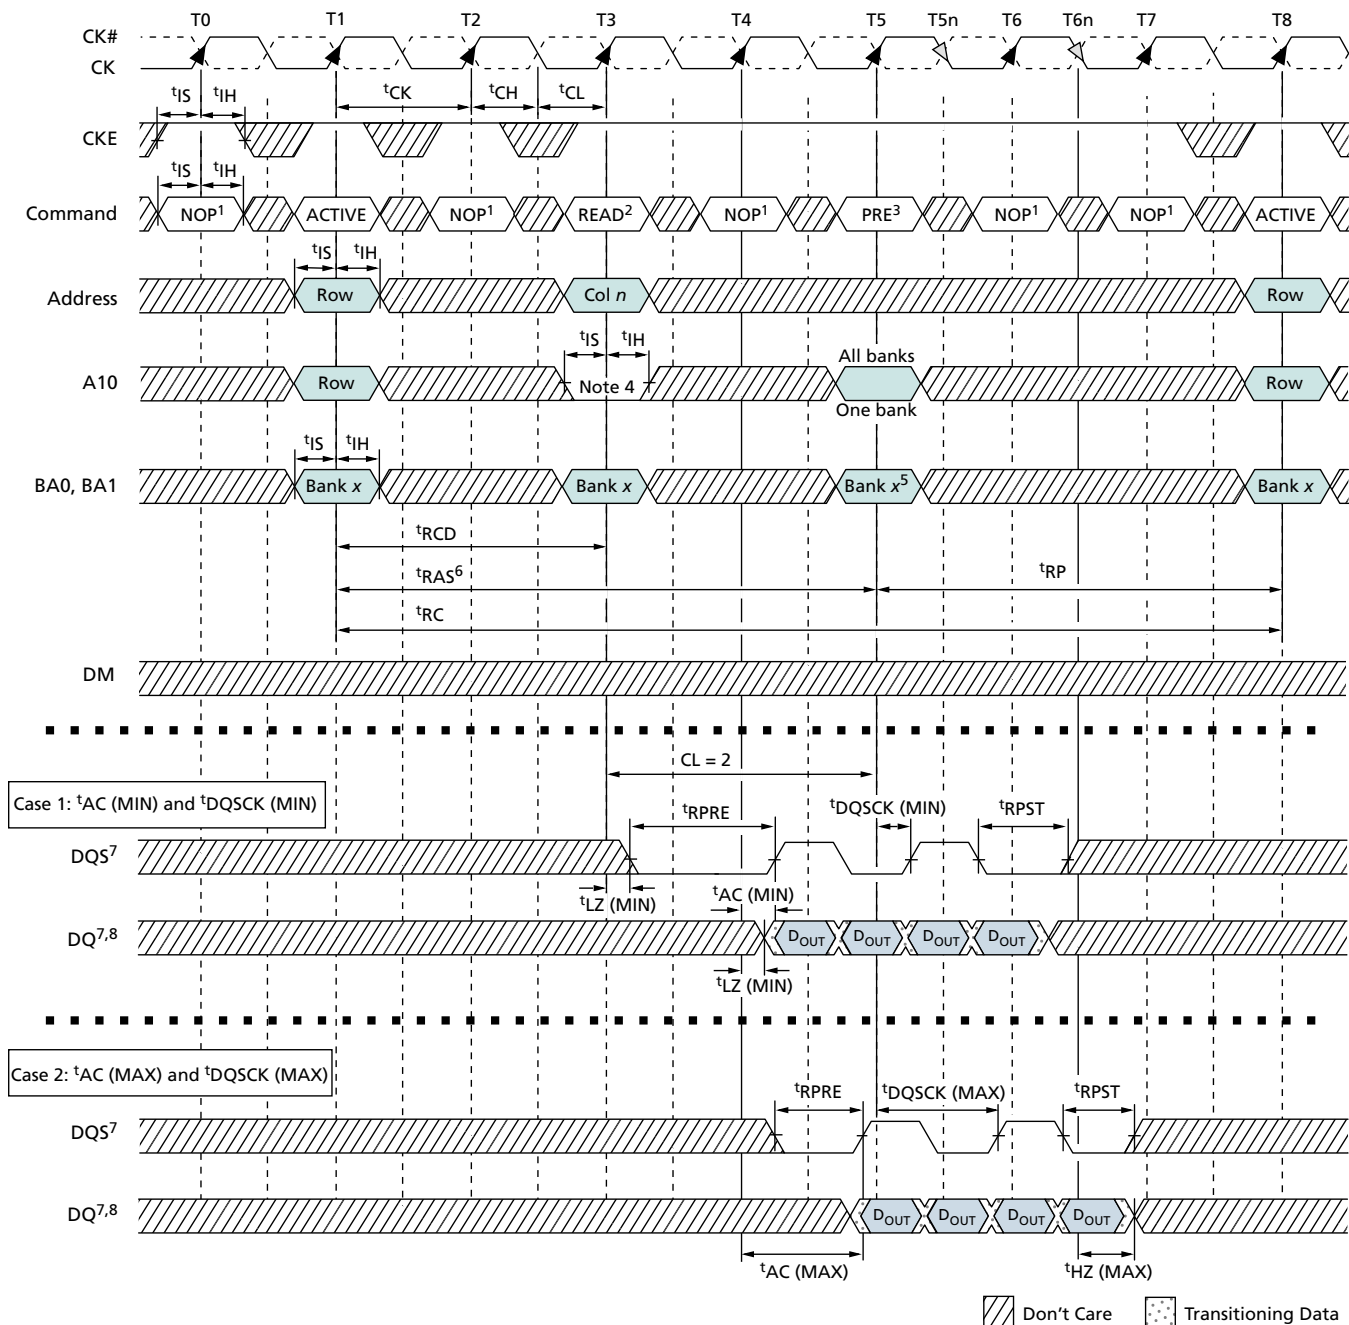 T0 T1 T2 T3 T4 T5 T5n T6 T6n T7 T8
CK#
CK
tIS tIH tCK tCH tCL
CKE
tIS tIH
Command NOP1 ACTIVE NOP1 READ2 NOP1 PRE3 NOP1 NOP1 ACTIVE
tIS tIH
Address Row Col n Row
tIS tIH
All banks
A10 Row Note 4 Row
One bank
tIS tIH
BA0, BA1 Bank x Bank x Bank x5 Bank x
tRCD
tRAS6 tRP
tRC
DM
CL = 2
Case 1: tAC (MIN) and tDQSCK (MIN)
tRPRE tDQSCK (MIN) tRPST
DQS7
tLZ (MIN) tAC (MIN)
DQ7,8 DOUT DOUT DOUT DOUT
tLZ (MIN)
Case 2: tAC (MAX) and tDQSCK (MAX)
tRPRE tDQSCK (MAX) tRPST
DQS7
DQ7,8 DOUT DOUT DOUT DOUT
tAC (MAX) tHZ (MAX)
Don't Care Transitioning Data